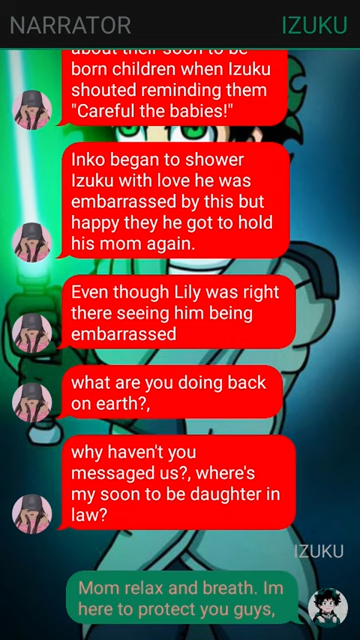 NARRATOR
IZUKU
about their soon to be
born children when Izuku
shouted reminding them
"Careful the babies!"
Inko began to shower
Izuku with love he was
embarrassed by this but
happy they he got to hold
his mom again.
Even though Lily was right
there seeing him being
embarrassed
what are you doing back
on earth?,
why haven't you
messaged us?, where's
my soon to be daughter in
law?
IZUKU
Mom relax and breath. Im
here to protect you guys,